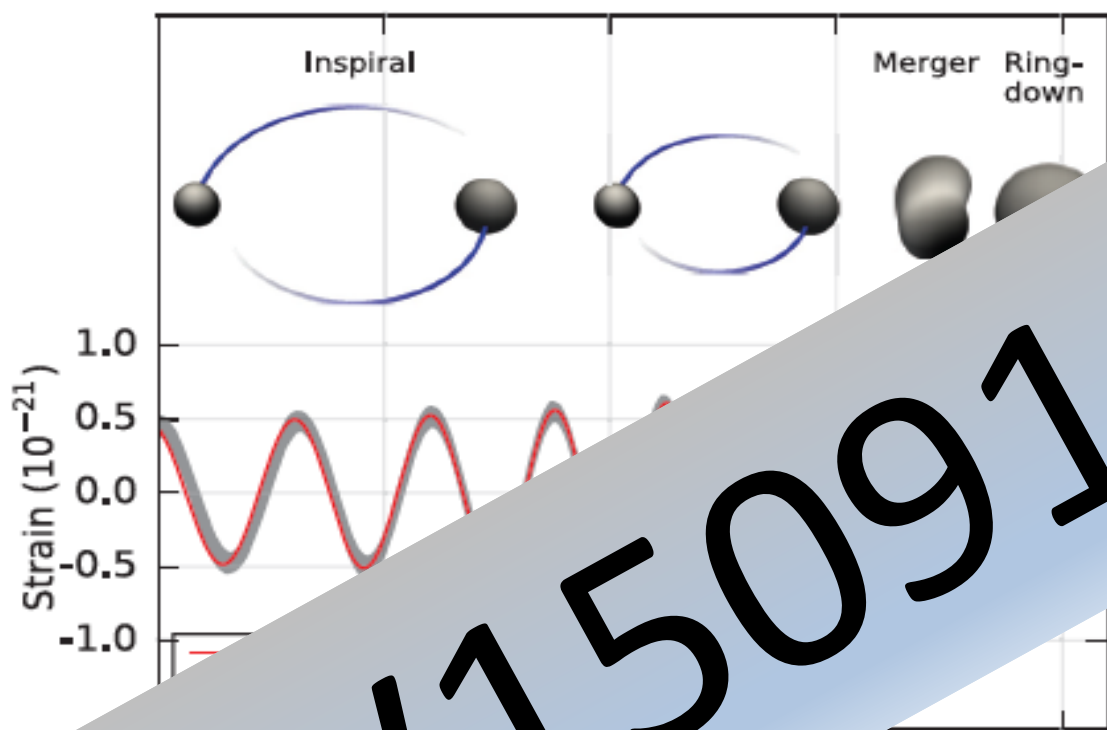 Inspiral
Merger
Ring-
down
1.0
0.5
0.0
-0.5
-1.0
Strain (10⁻²¹)
15091